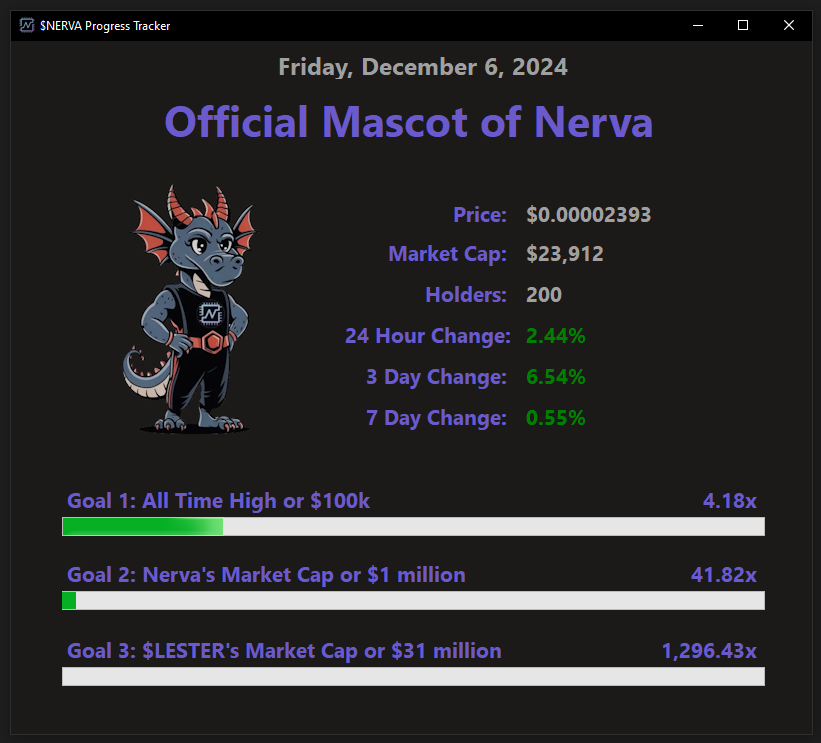 $NERVA Progress Tracker
Friday, December 6, 2024
Official Mascot of Nerva
Price: $0.00002393
Market Cap: $23,912
Holders: 200
24 Hour Change: 2.44%
3 Day Change: 6.54%
7 Day Change: 0.55%
Goal 1: All Time High or $100k 4.18x
Goal 2: Nerva's Market Cap or $1 million 41.82x
Goal 3: $LESTER's Market Cap or $31 million 1,296.43x